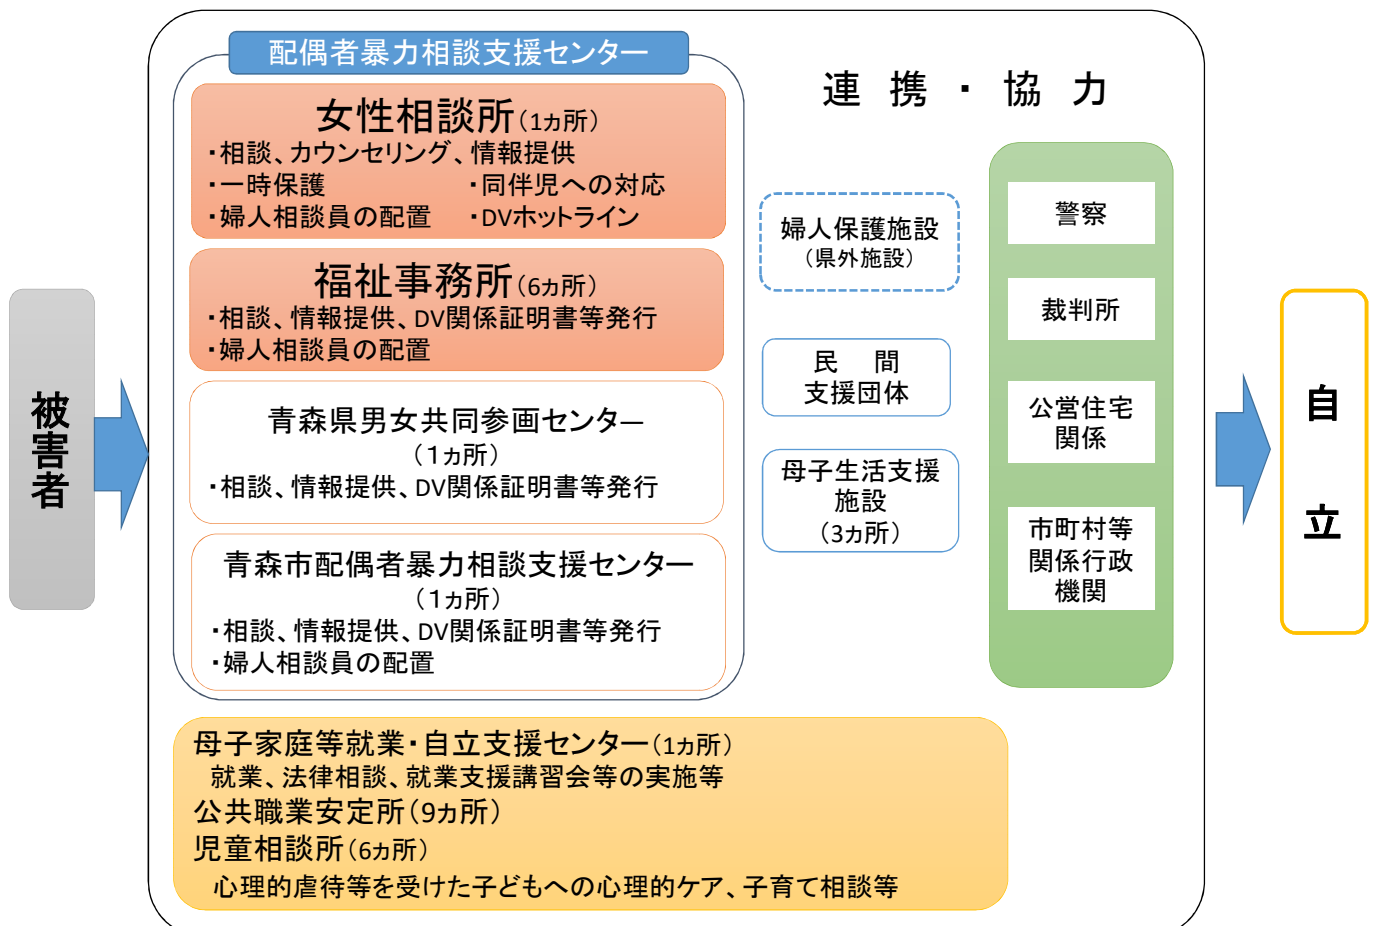 配偶者暴力相談支援センター
女性相談所(1ヵ所)
・相談、カウンセリング、情報提供
・一時保護 ・同伴児への対応
・婦人相談員の配置 ・DVホットライン
福祉事務所(6ヵ所)
・相談、情報提供、DV関係証明書等発行
・婦人相談員の配置
青森県男女共同参画センター
(1ヵ所)
・相談、情報提供、DV関係証明書等発行
青森市配偶者暴力相談支援センター
(1ヵ所)
・相談、情報提供、DV関係証明書等発行
・婦人相談員の配置
連携・協力
婦人保護施設
(県外施設)
民間
支援団体
母子生活支援
施設
(3ヵ所)
警察
裁判所
公営住宅
関係
市町村等
関係行政
機関
母子家庭等就業・自立支援センター(1ヵ所)
就業、法律相談、就業支援講習会等の実施等
公共職業安定所(9ヵ所)
児童相談所(6ヵ所)
心理的虐待等を受けた子どもへの心理的ケア、子育て相談等
被害者
自立